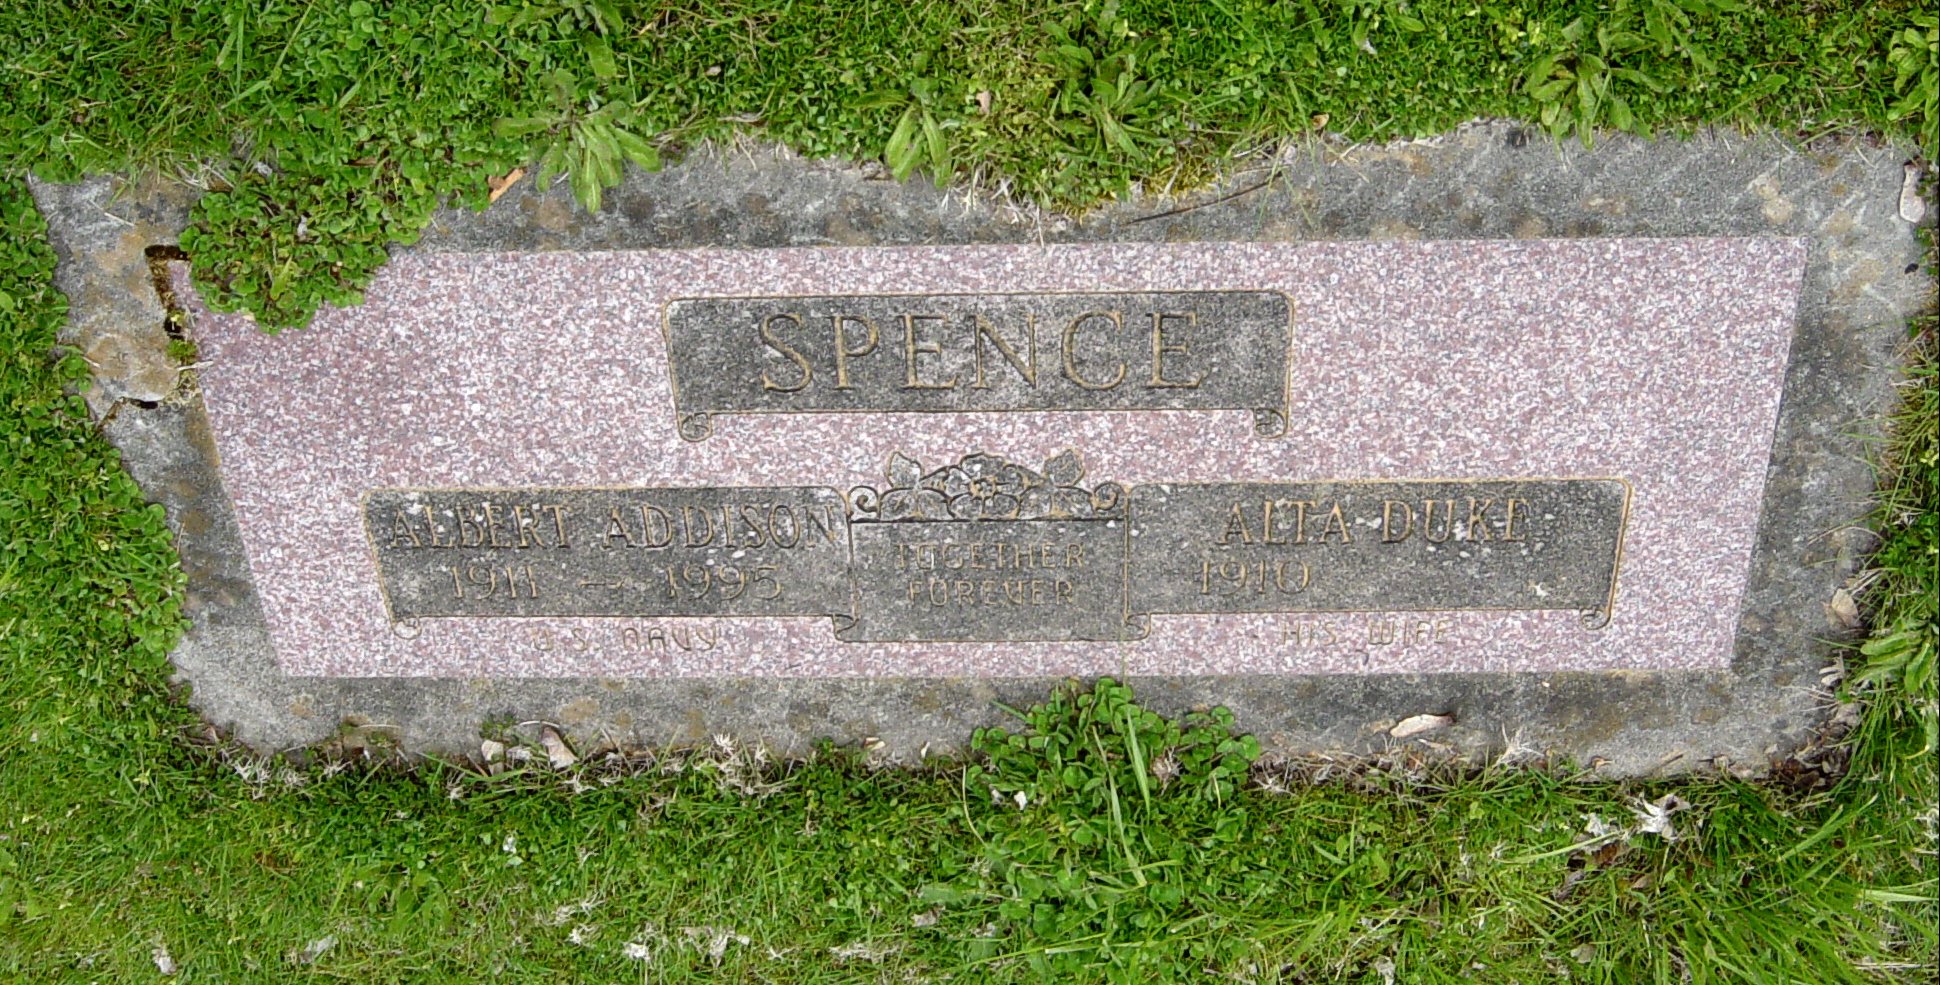 SPENCE
ALBERT ADDISON
1911 - 1995
U.S. NAVY
TOGETHER
FOREVER
ALTA DUKE
1910
HIS WIFE